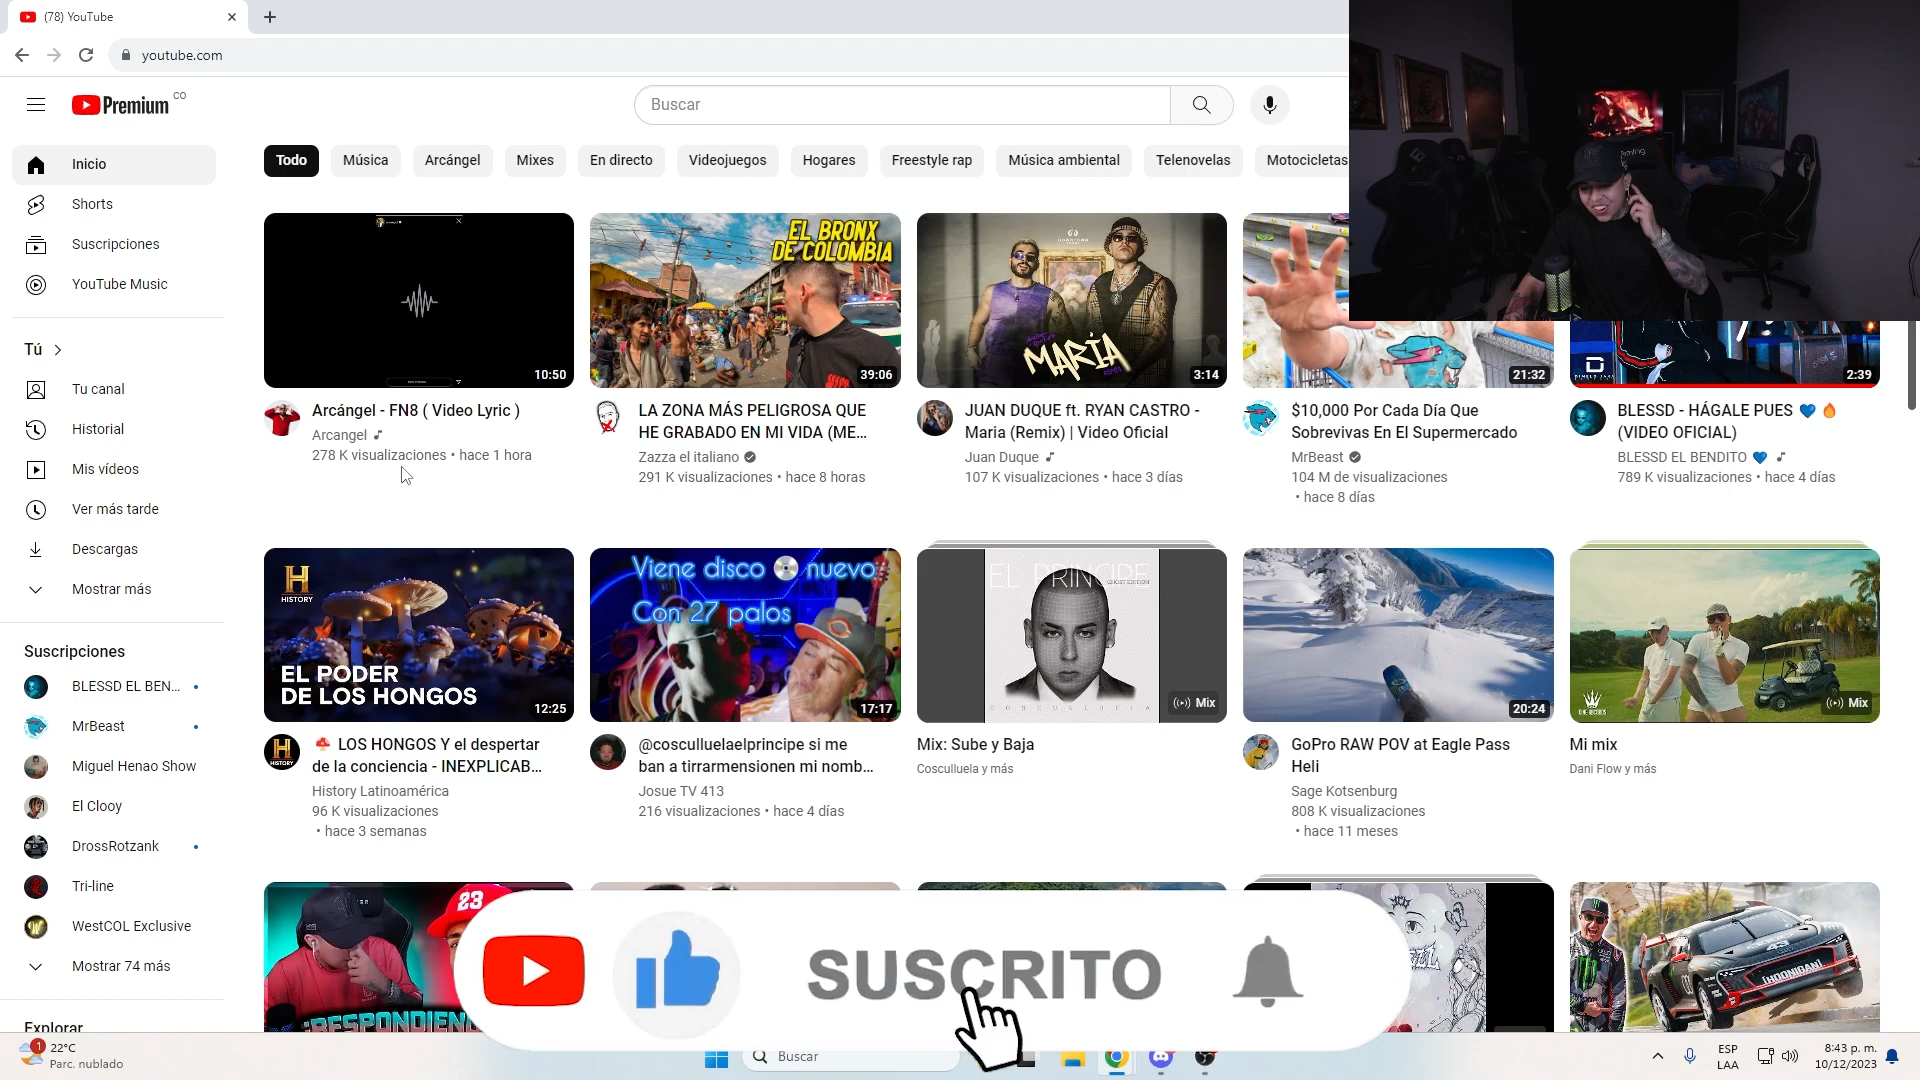 (78) YouTube
youtube.com
Premium CO
Buscar
Todo
Música
Arcángel
Mixes
En directo
Videojuegos
Hogares
Freestyle rap
Música ambiental
Telenovelas
Motocicletas
Inicio
Shorts
Suscripciones
YouTube Music
Tú
Tu canal
Historial
Mis vídeos
Ver más tarde
Descargas
Mostrar más
Suscripciones
BLESSD EL BEN...
MrBeast
Miguel Henao Show
El Clooy
DrossRotzank
Tri-line
WestCOL Exclusive
Mostrar 74 más
Explorar
10:50
Arcángel - FN8 ( Video Lyric )
Arcangel
278 K visualizaciones • hace 1 hora
EL BRONX
DE COLOMBIA
39:06
LA ZONA MÁS PELIGROSA QUE
HE GRABADO EN MI VIDA (ME...
Zazza el italiano
291 K visualizaciones • hace 8 horas
MARÍA
3:14
JUAN DUQUE ft. RYAN CASTRO -
Maria (Remix) | Video Oficial
Juan Duque
107 K visualizaciones • hace 3 días
21:32
$10,000 Por Cada Día Que
Sobrevivas En El Supermercado
MrBeast
104 M de visualizaciones
• hace 8 días
2:39
BLESSD - HÁGALE PUES 💙 🔥
(VIDEO OFICIAL)
BLESSD EL BENDITO 💙
789 K visualizaciones • hace 4 días
H
HISTORY
EL PODER
DE LOS HONGOS
12:25
🍄 LOS HONGOS Y el despertar
de la conciencia - INEXPLICAB...
History Latinoamérica
96 K visualizaciones
• hace 3 semanas
Viene disco 💿 nuevo
Con 27 palos
17:17
@cosculluelaelprincipe si me
ban a tirrarmensionen mi nomb...
Josue TV 413
216 visualizaciones • hace 4 días
EL PRINCIPE
GHOST EDITION
COSCULLUELA
Mix
Mix: Sube y Baja
Cosculluela y más
20:24
GoPro RAW POV at Eagle Pass
Heli
Sage Kotsenburg
808 K visualizaciones
• hace 11 meses
Mix
Mi mix
Dani Flow y más
23
RESPONDIEN
43
HOONIGAN
SUSCRITO
1
22°C
Parc. nublado
Buscar
ESP
LAA
8:43 p. m.
10/12/2023